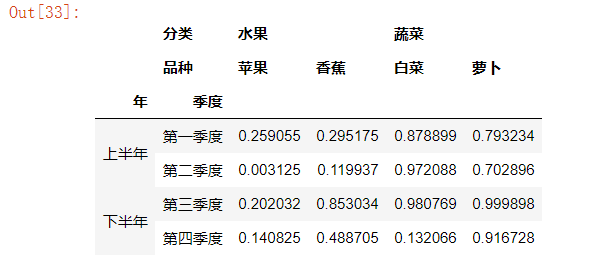 Out[33]:
分类 水果 蔬菜
品种 苹果 香蕉 白菜 萝卜
年 季度
上半年 第一季度 0.259055 0.295175 0.878899 0.793234
第二季度 0.003125 0.119937 0.972088 0.702896
下半年 第三季度 0.202032 0.853034 0.980769 0.999898
第四季度 0.140825 0.488705 0.132066 0.916728